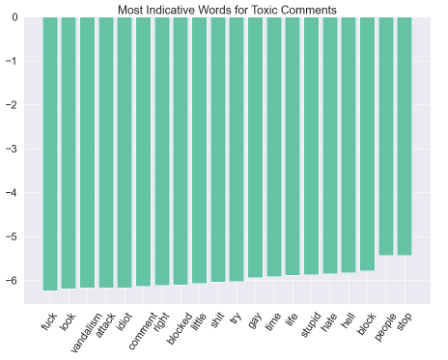 Most Indicative Words for Toxic Comments
0
−1
−2
−3
−4
−5
−6
fuck
look
vandalism
attack
idiot
comment
right
blocked
little
shit
try
gay
time
life
stupid
hate
hell
block
people
stop